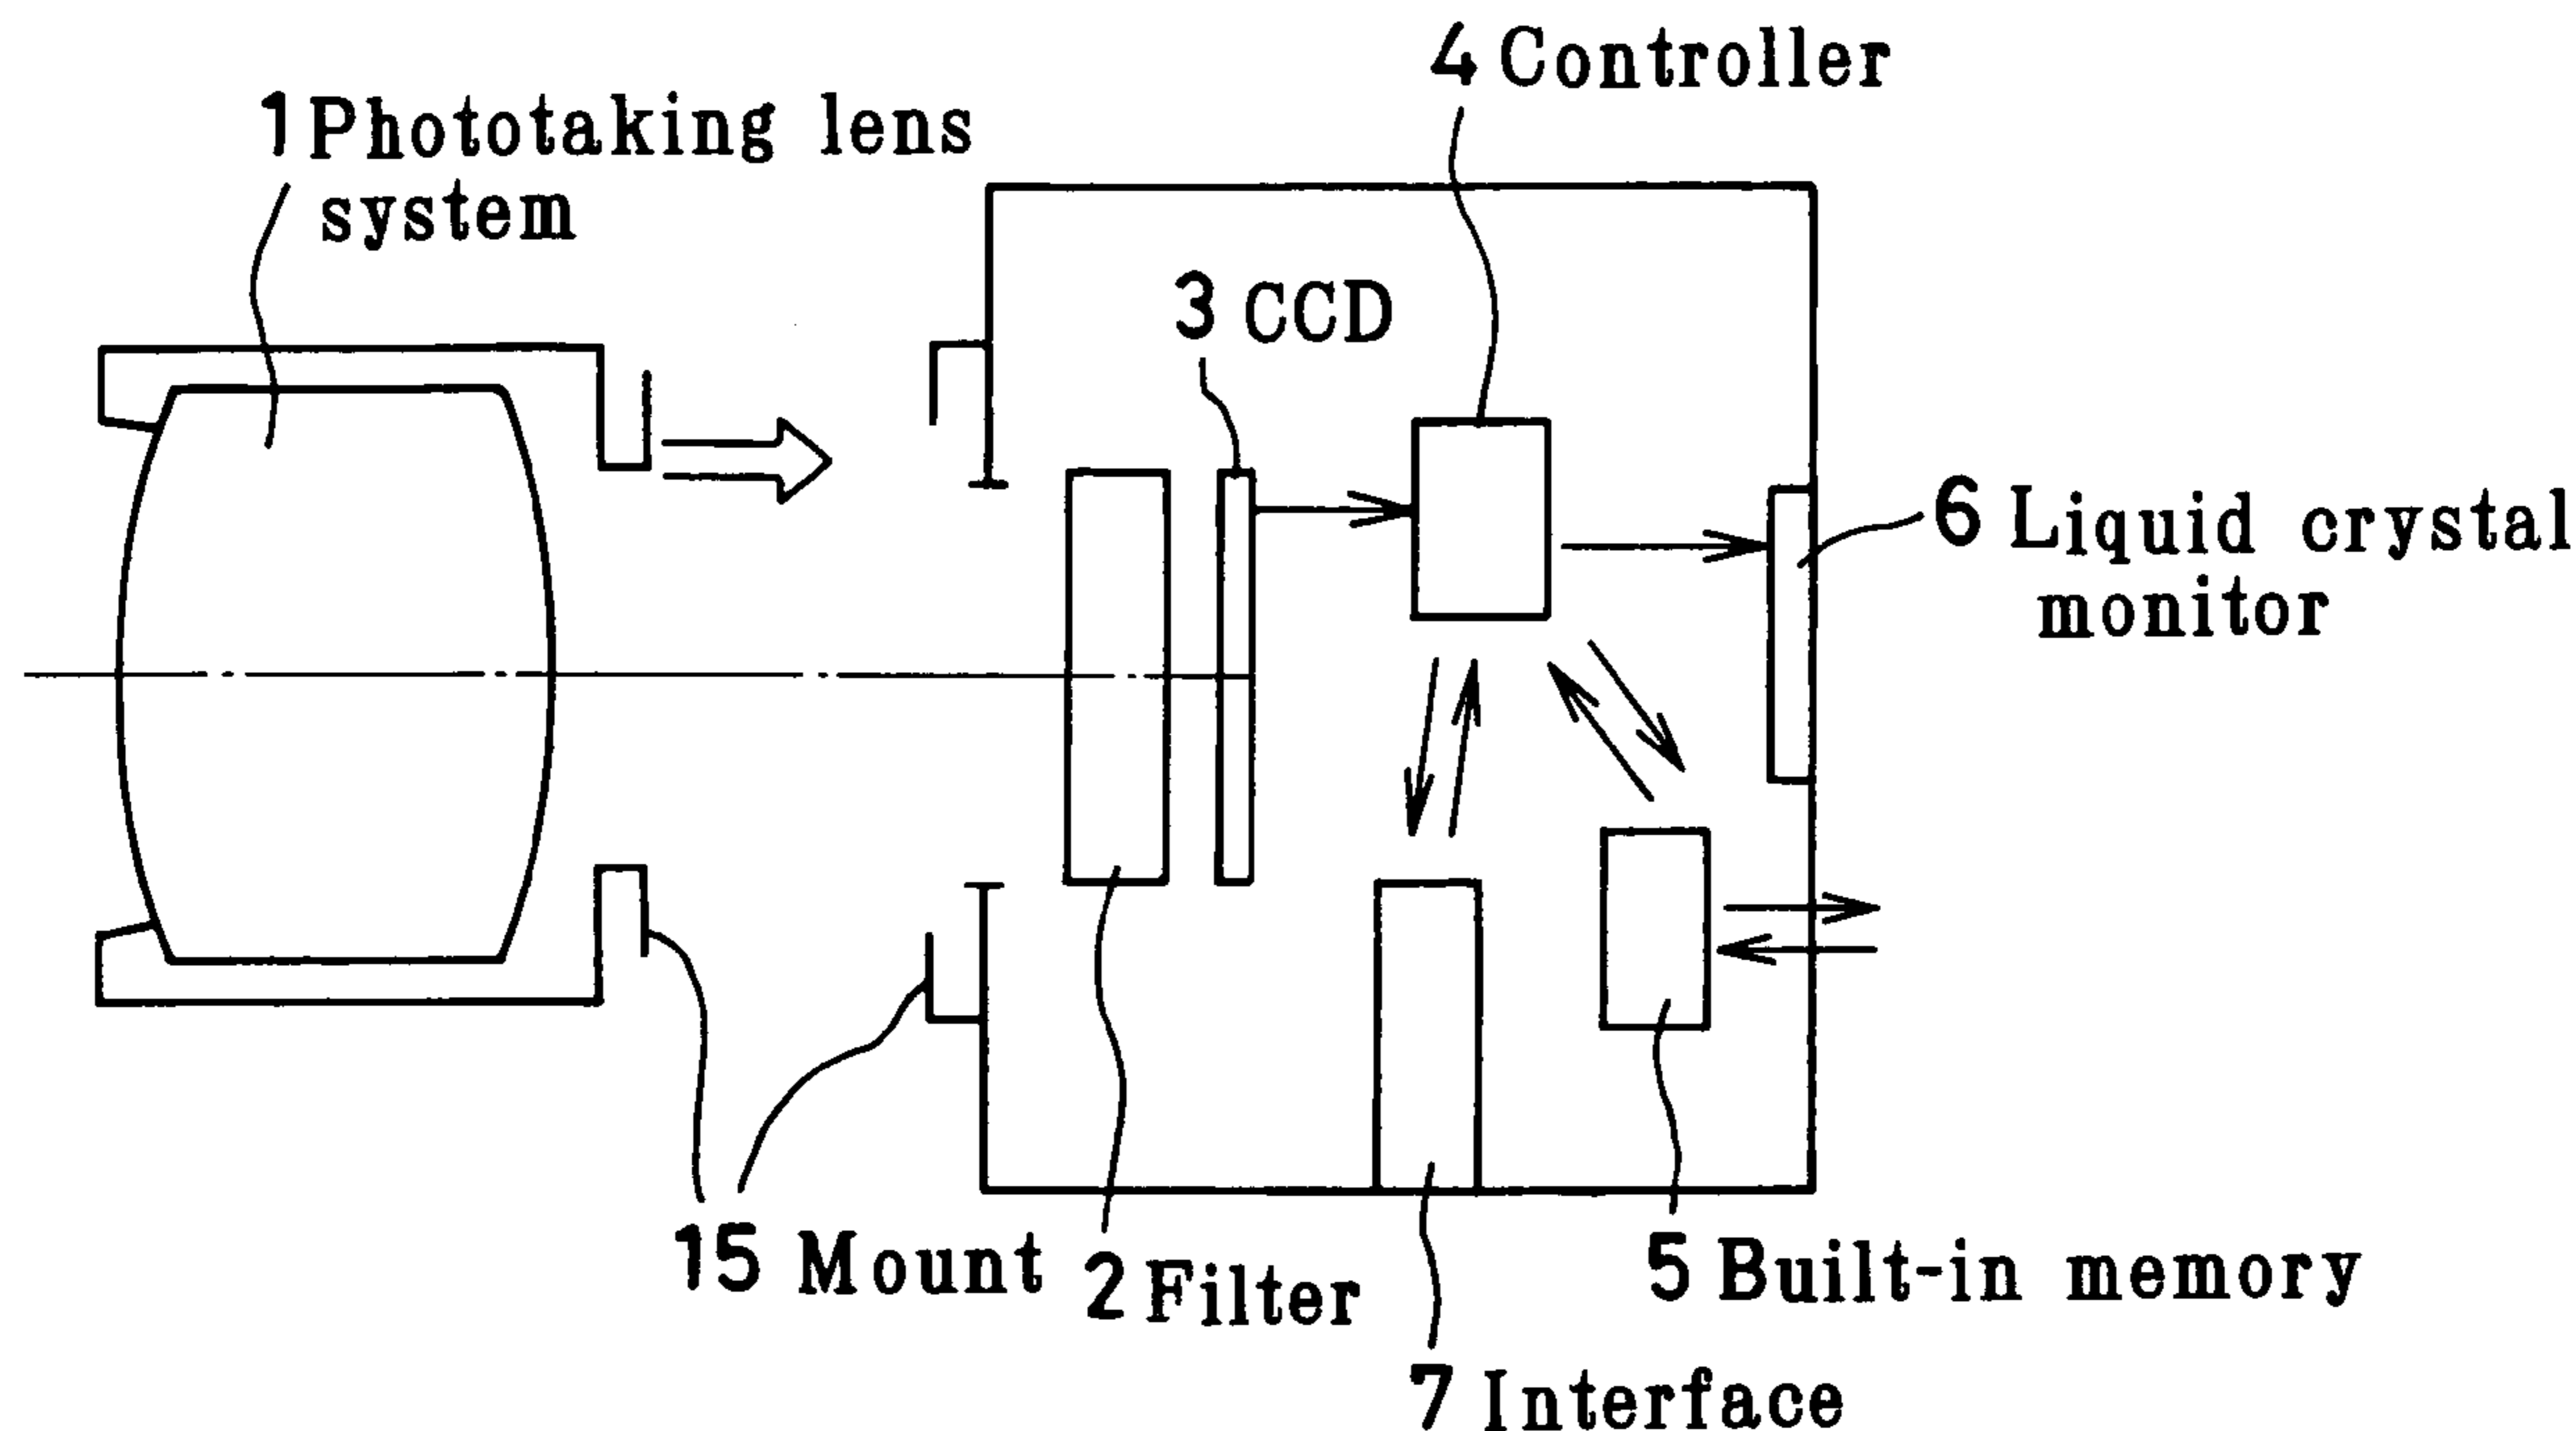 4 Controller
1 Phototaking lens
system
3 CCD
6 Liquid crystal
monitor
15 Mount
2 Filter
5 Built-in memory
7 Interface